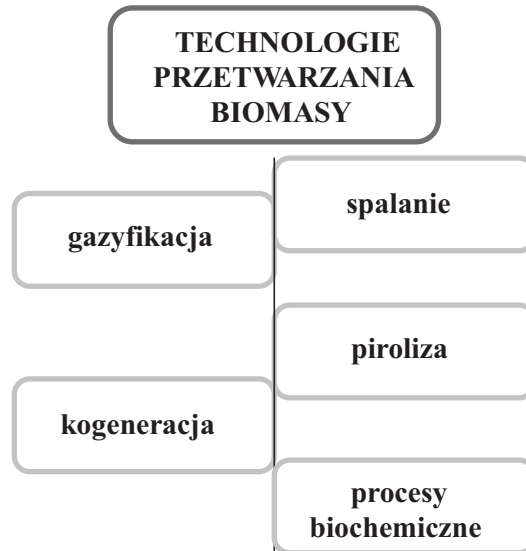 TECHNOLOGIE
PRZETWARZANIA
BIOMASY
spalanie
gazyfikacja
piroliza
kogeneracja
procesy
biochemiczne